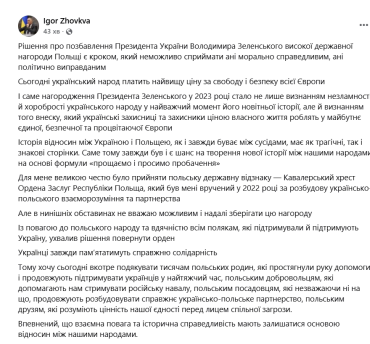 Igor Zhovkva
43 хв ·
Рішення про позбавлення Президента України Володимира Зеленського високої державної
нагороди Польщі є кроком, який неможливо сприймати ані морально справедливим, ані
політично виправданим
Сьогодні український народ платить найвищу ціну за свободу і безпеку всієї Європи
І саме нагородження Президента Зеленського у 2023 році стало не лише визнанням незламності
й хоробрості українського народу у найважчий момент його новітньої історії, але й визнанням
того внеску, який українські захисники та захисниці ціною власного життя роблять у майбутнє
єдиної, безпечної та процвітаючої Європи
Історія відносин між Україною і Польщею, як і завжди буває між сусідами, має як трагічні, так і
знакові сторінки. Саме тому завжди був і є шанс на творення нової історії між нашими народами
на основі формули «прощаємо і просимо пробачення»
Для мене великою честю було прийняти польську державну відзнаку — Кавалерський хрест
Ордена Заслуг Республіки Польща, який був мені вручений у 2022 році за розбудову українсько-
польського взаєморозуміння та партнерства
Але в нинішніх обставинах не вважаю можливим і надалі зберігати цю нагороду
Із повагою до польського народу та вдячністю всім полякам, які підтримували й підтримують
Україну, ухвалив рішення повернути орден
Українці завжди пам'ятатимуть справжню солідарність
Тому хочу сьогодні вкотре подякувати тисячам польських родин, які простягнули руку допомоги
і продовжують підтримувати українців у найтяжчий час, польським добровольцям, які
допомагають нам стримувати російську навалу, польським посадовцям, які незважаючи ні на
що, продовжують розбудовувати справжнє українсько-польське партнерство, польським
друзям, які розуміють цінність нашої єдності перед лицем спільної загрози.
Впевнений, що взаємна повага та історична справедливість мають залишатися основою
відносин між нашими народами.